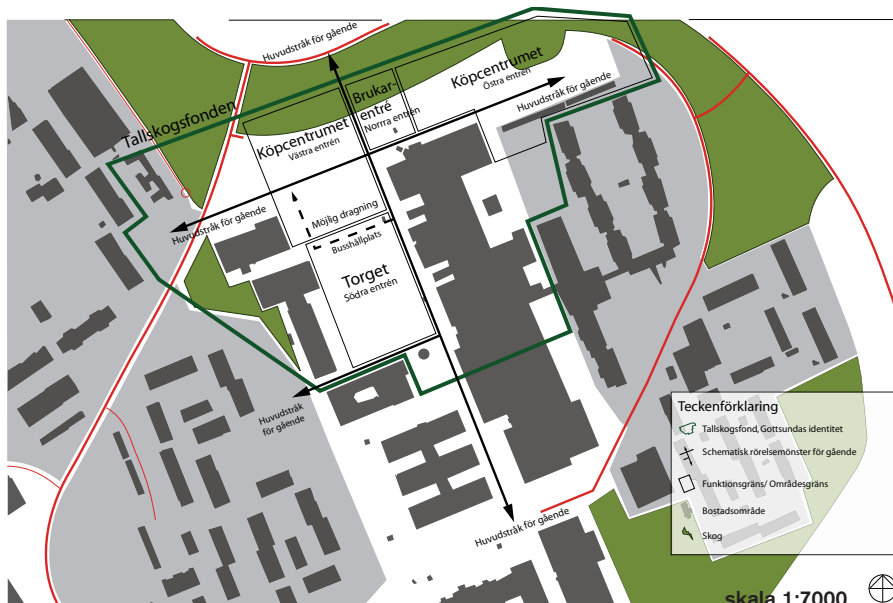 Huvudstråk för gående
Köpcentrumet
Östra entrén
Huvudstråk för gående
Brukar-
entré
Norrra entrén
Tallskogsfonden
Köpcentrumet
Västra entrén
Huvudstråk för gående
Möjlig dragning
Busshållplats
Torget
Södra entrén
Huvudstråk
för gående
Huvudstråk för gående
Teckenförklaring
Tallskogsfond, Gottsundas identitet
Schematisk rörelsemönster för gående
Funktionsgräns/ Områdesgräns
Bostadsområde
Skog
skala 1:7000